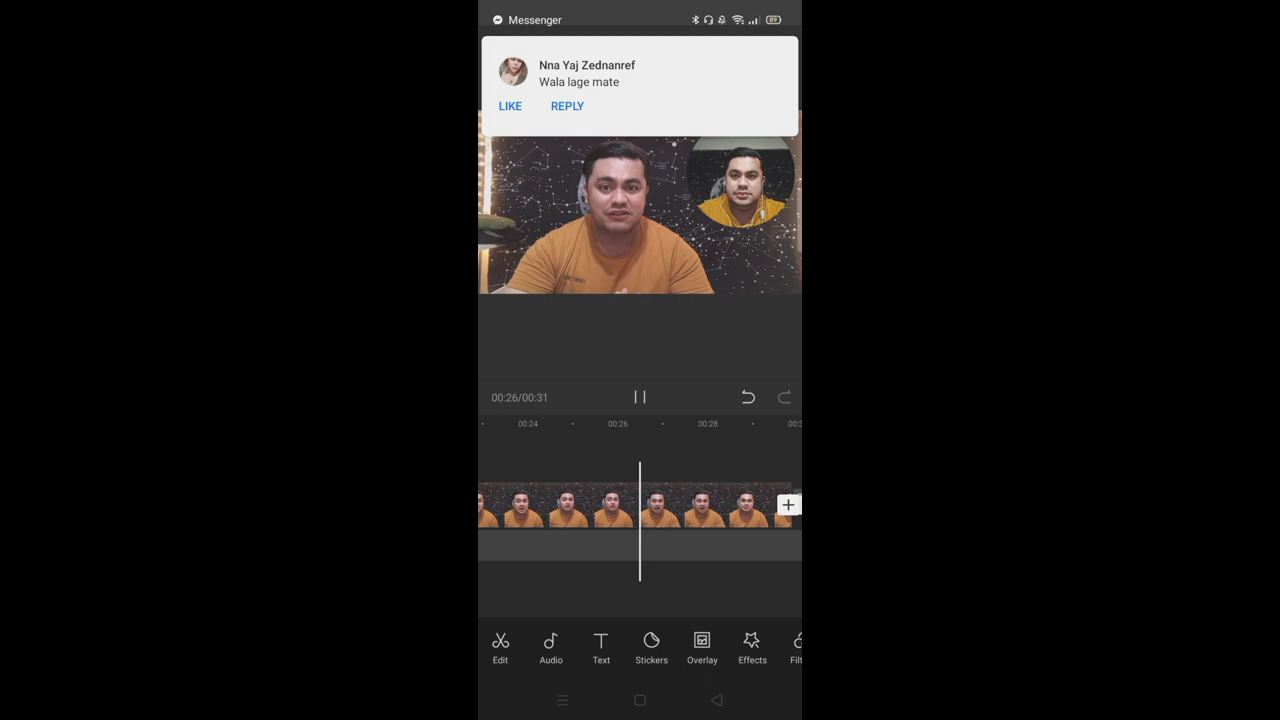 Messenger
89
Nna Yaj Zednanref
Wala lage mate
LIKE
REPLY
00:26/00:31
00:24
00:26
00:28
Edit
Audio
Text
Stickers
Overlay
Effects